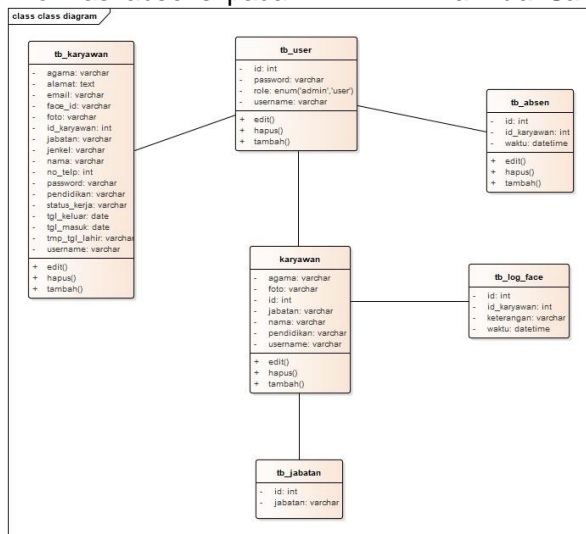 class class diagram
tb_karyawan
- agama: varchar
- alamat: text
- email: varchar
- face_id: varchar
- foto: varchar
- id_karyawan: int
- jabatan: varchar
- jenkel: varchar
- nama: varchar
- no_telp: int
- password: varchar
- pendidikan: varchar
- status_kerja: varchar
- tgl_keluar: date
- tgl_masuk: date
- tmp_tgl_lahir: varchar
- username: varchar
+ edit()
+ hapus()
+ tambah()
tb_user
- id: int
- password: varchar
- role: enum('admin','user')
- username: varchar
+ edit()
+ hapus()
+ tambah()
tb_absen
- id: int
- id_karyawan: int
- waktu: datetime
+ edit()
+ hapus()
+ tambah()
karyawan
- agama: varchar
- foto: varchar
- id: int
- jabatan: varchar
- nama: varchar
- pendidikan: varchar
- username: varchar
+ edit()
+ hapus()
+ tambah()
tb_log_face
- id: int
- id_karyawan: int
- keterangan: varchar
- waktu: datetime
tb_jabatan
- id: int
- jabatan: varchar